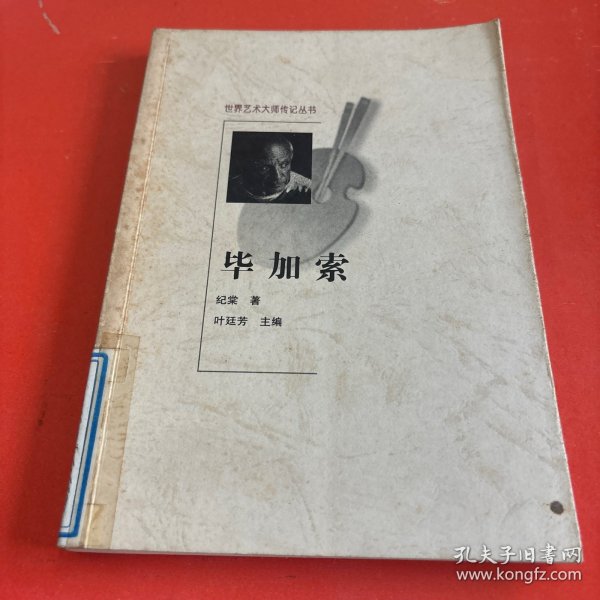 世界艺术大师传记丛书
毕加索
纪棠 著
叶廷芳 主编
孔夫子旧书网
www.kongfz.com